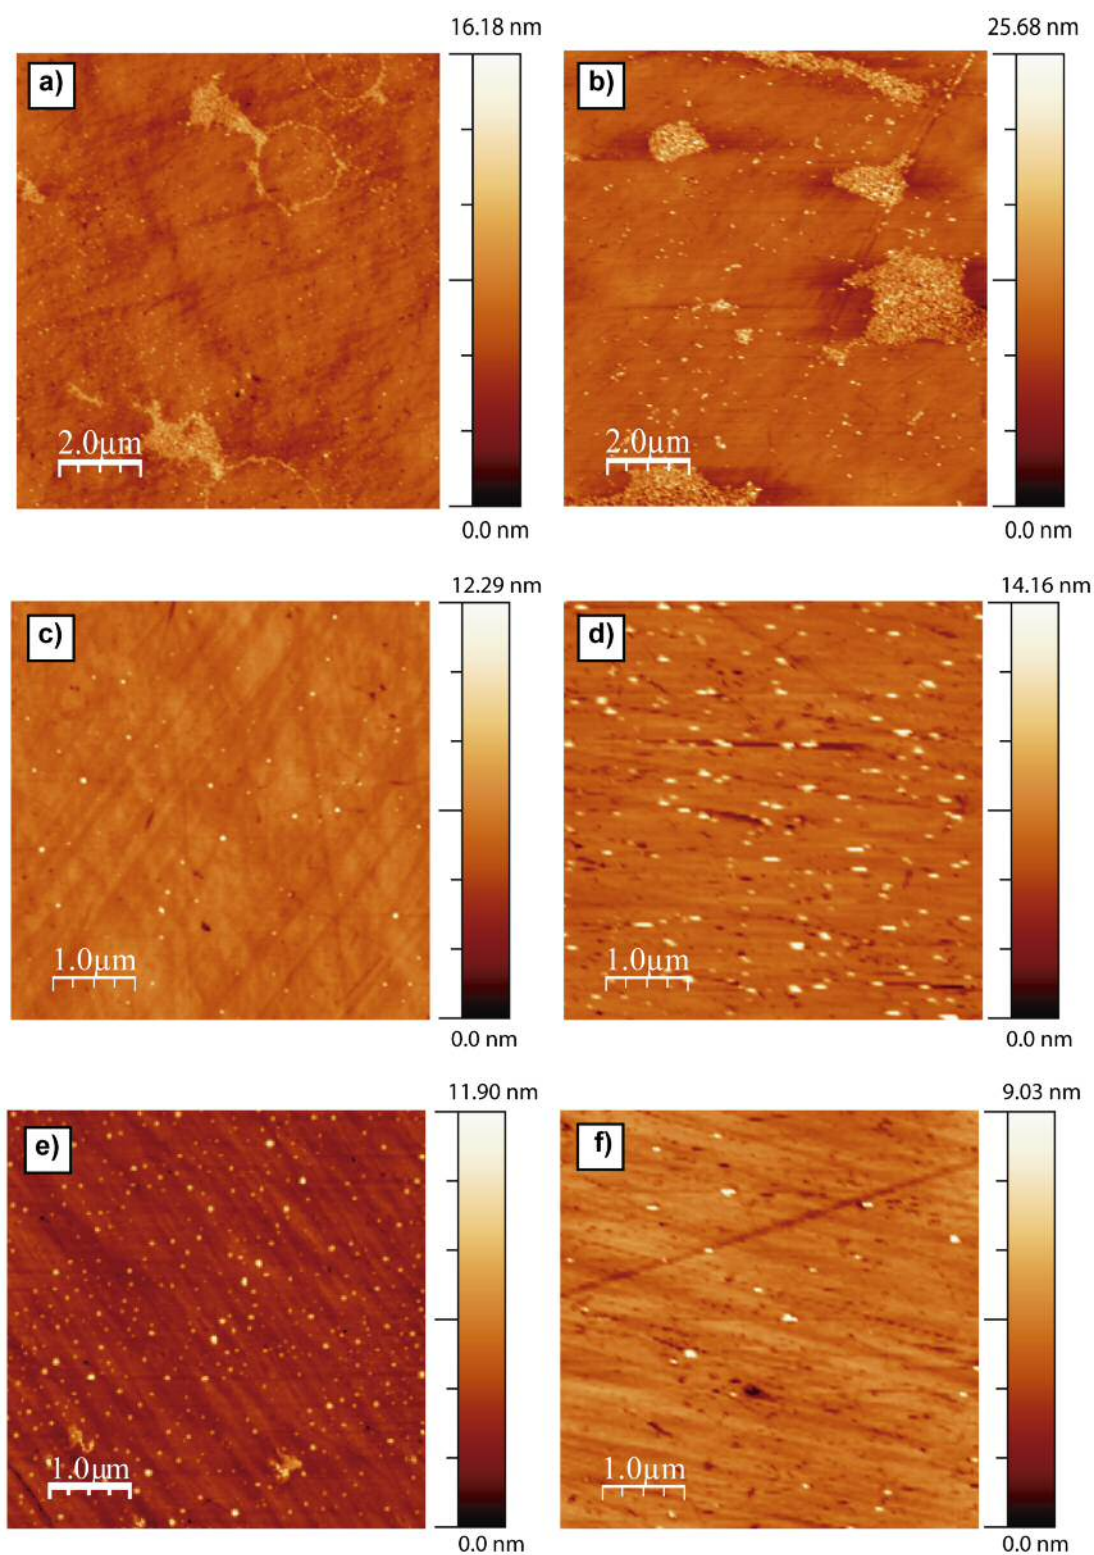 16.18 nm
25.68 nm
a)
b)
2.0μm
2.0μm
0.0 nm
0.0 nm
12.29 nm
14.16 nm
c)
d)
1.0μm
1.0μm
0.0 nm
0.0 nm
11.90 nm
9.03 nm
e)
f)
1.0μm
1.0μm
0.0 nm
0.0 nm